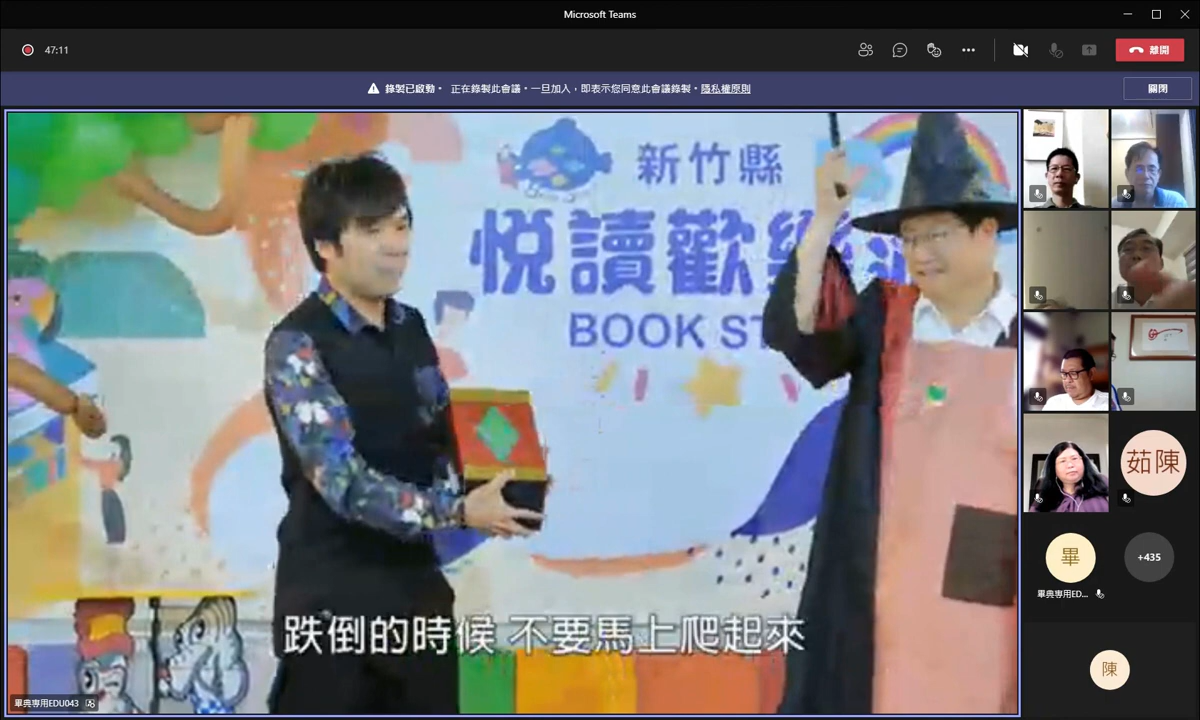 Microsoft Teams
47:11
離開
錄製已啟動。 正在錄製此會議。一旦加入，即表示您同意此會議錄製。隱私權原則
關閉
新竹縣
悅讀歡樂
BOOK ST
跌倒的時候 不要馬上爬起來
畢典專用EDU043
茹陳
畢
畢典專用ED...
+435
陳